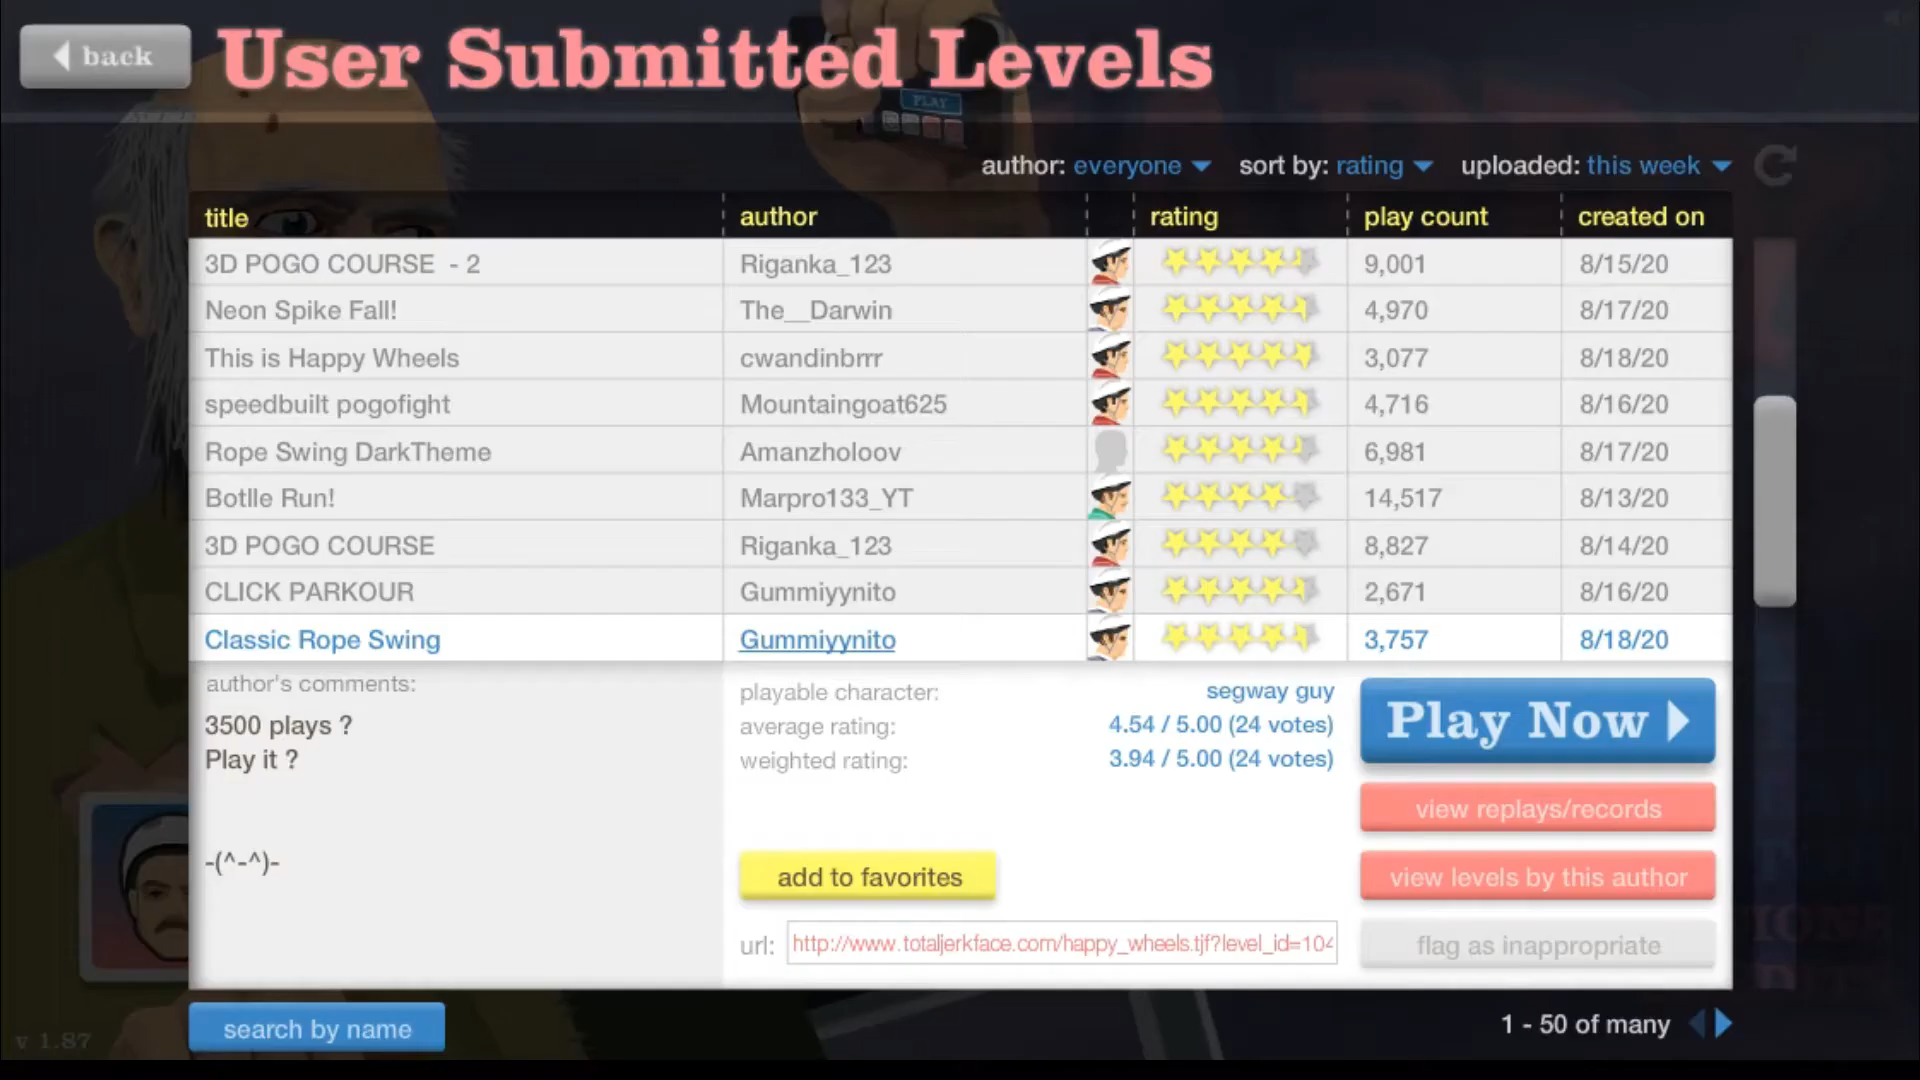 back
User Submitted Levels
PLAY
author: everyone sort by: rating uploaded: this week
title author rating play count created on
3D POGO COURSE - 2 Riganka_123 9,001 8/15/20
Neon Spike Fall! The__Darwin 4,970 8/17/20
This is Happy Wheels cwandinbrrr 3,077 8/18/20
speedbuilt pogofight Mountaingoat625 4,716 8/16/20
Rope Swing DarkTheme Amanzholoov 6,981 8/17/20
Botlle Run! Marpro133_YT 14,517 8/13/20
3D POGO COURSE Riganka_123 8,827 8/14/20
CLICK PARKOUR Gummiyynito 2,671 8/16/20
Classic Rope Swing Gummiyynito 3,757 8/18/20
author's comments:
3500 plays ?
Play it ?
-(^-^)-
playable character: segway guy
average rating: 4.54 / 5.00 (24 votes)
weighted rating: 3.94 / 5.00 (24 votes)
add to favorites
url: http://www.totaljerkface.com/happy_wheels.tjf?level_id=104
Play Now
view replays/records
view levels by this author
flag as inappropriate
v 1.87
search by name
1 - 50 of many